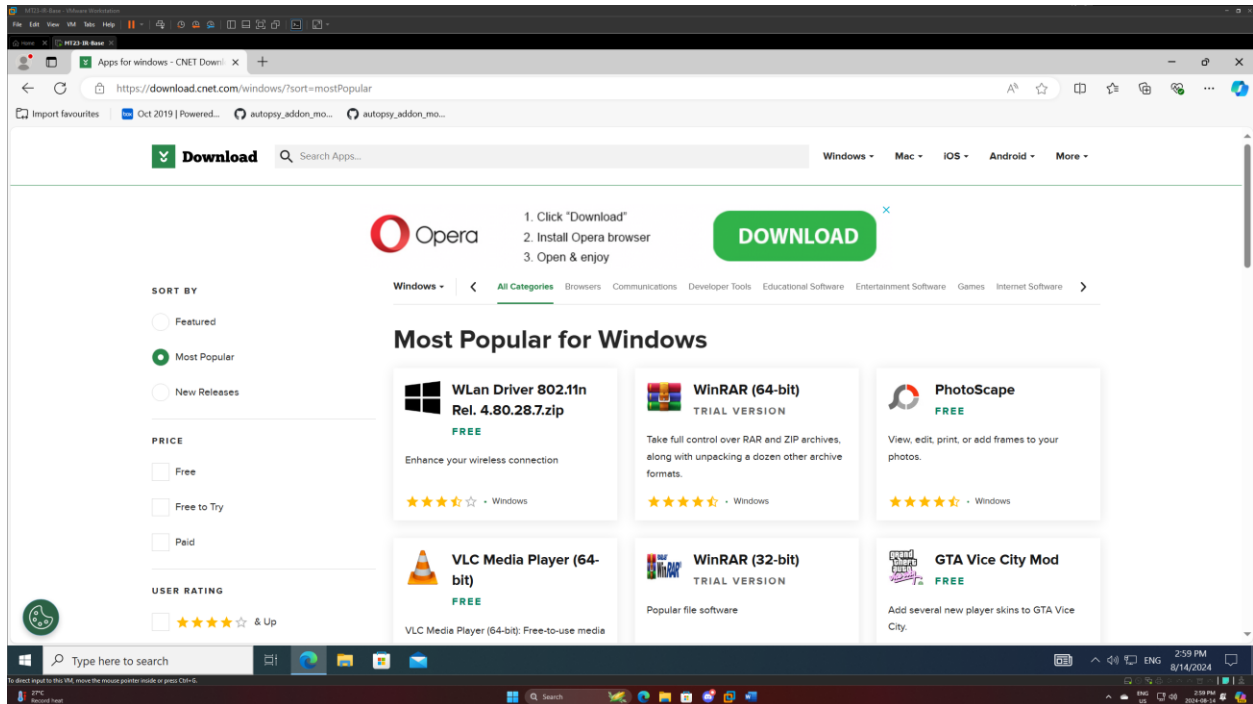 MT23-IR-Base - VMware Workstation
File Edit View VM Tabs Help
Home MT23-IR-Base
Apps for windows - CNET Downl
https://download.cnet.com/windows/?sort=mostPopular
Import favourites Oct 2019 | Powered... autopsy_addon_mo... autopsy_addon_mo...
Download Search Apps... Windows Mac iOS Android More
Opera
1. Click "Download"
2. Install Opera browser
3. Open & enjoy
DOWNLOAD
SORT BY
Featured
Most Popular
New Releases
PRICE
Free
Free to Try
Paid
USER RATING
& Up
Windows All Categories Browsers Communications Developer Tools Educational Software Entertainment Software Games Internet Software
Most Popular for Windows
WLan Driver 802.11n
Rel. 4.80.28.7.zip
FREE
Enhance your wireless connection
• Windows
WinRAR (64-bit)
TRIAL VERSION
Take full control over RAR and ZIP archives,
along with unpacking a dozen other archive
formats.
• Windows
PhotoScape
FREE
View, edit, print, or add frames to your
photos.
• Windows
VLC Media Player (64-
bit)
FREE
VLC Media Player (64-bit): Free-to-use media
WinRAR (32-bit)
TRIAL VERSION
Popular file software
GTA Vice City Mod
FREE
Add several new player skins to GTA Vice
City.
Type here to search ENG 2:59 PM
8/14/2024
To direct input to this VM, move the mouse pointer inside or press Ctrl+G.
27°C
Record heat
Search
ENG
US
2:59 PM
2024-08-14